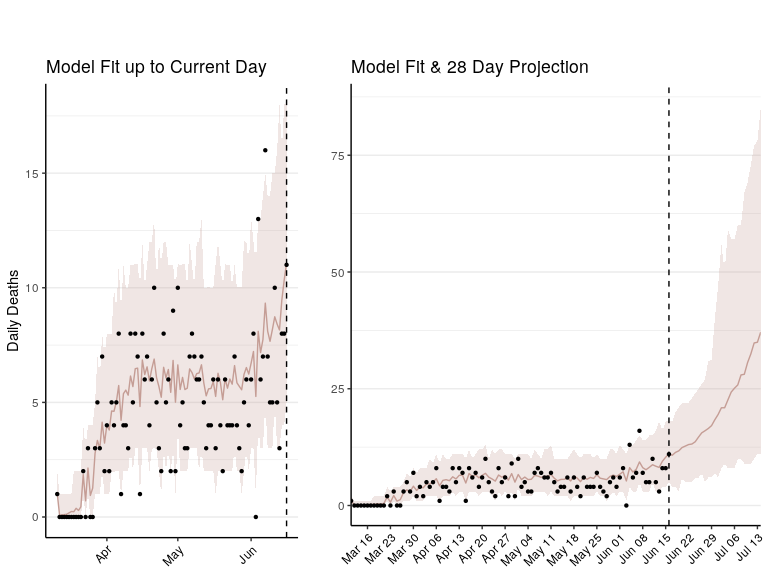 Model Fit up to Current Day
Daily Deaths
15
10
5
0
Apr
May
Jun
Model Fit & 28 Day Projection
75
50
25
0
Mar 16
Mar 23
Mar 30
Apr 06
Apr 13
Apr 20
Apr 27
May 04
May 11
May 18
May 25
Jun 01
Jun 08
Jun 15
Jun 22
Jun 29
Jul 06
Jul 13